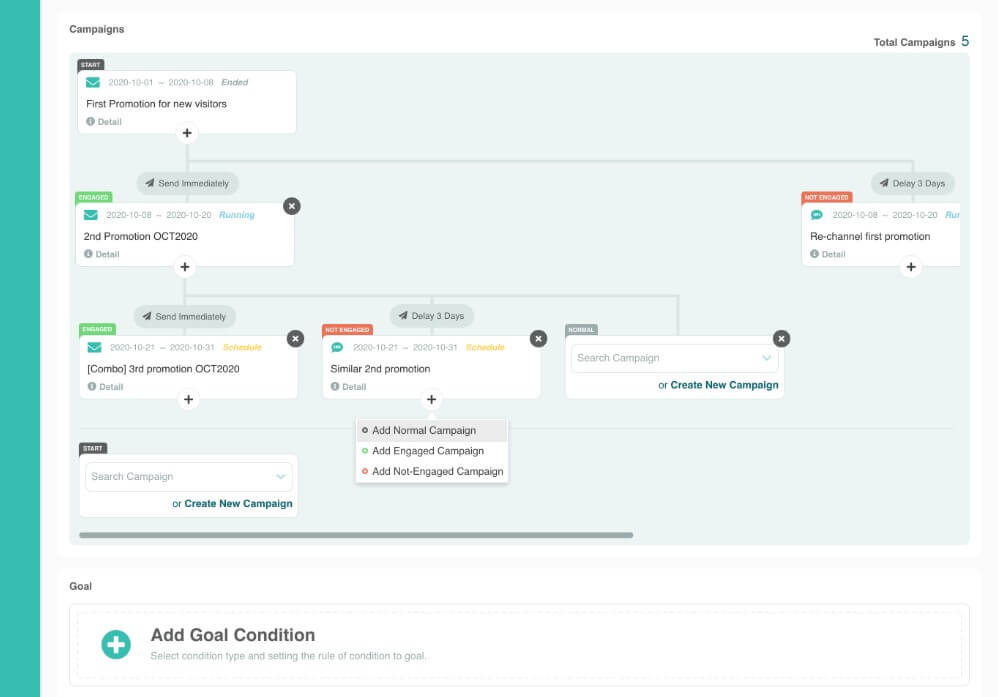 Campaigns
Total Campaigns 5
START
2020-10-01 ~ 2020-10-08 Ended
First Promotion for new visitors
Detail
Send Immediately
Delay 3 Days
ENGAGED
2020-10-08 ~ 2020-10-20 Running
2nd Promotion OCT2020
Detail
NOT ENGAGED
2020-10-08 ~ 2020-10-20 Rur
Re-channel first promotion
Detail
Send Immediately
Delay 3 Days
ENGAGED
2020-10-21 ~ 2020-10-31 Schedule
[Combo] 3rd promotion OCT2020
Detail
NOT ENGAGED
2020-10-21 ~ 2020-10-31 Schedule
Similar 2nd promotion
Detail
NORMAL
Search Campaign
or Create New Campaign
Add Normal Campaign
Add Engaged Campaign
Add Not-Engaged Campaign
START
Search Campaign
or Create New Campaign
Goal
Add Goal Condition
Select condition type and setting the rule of condition to goal.